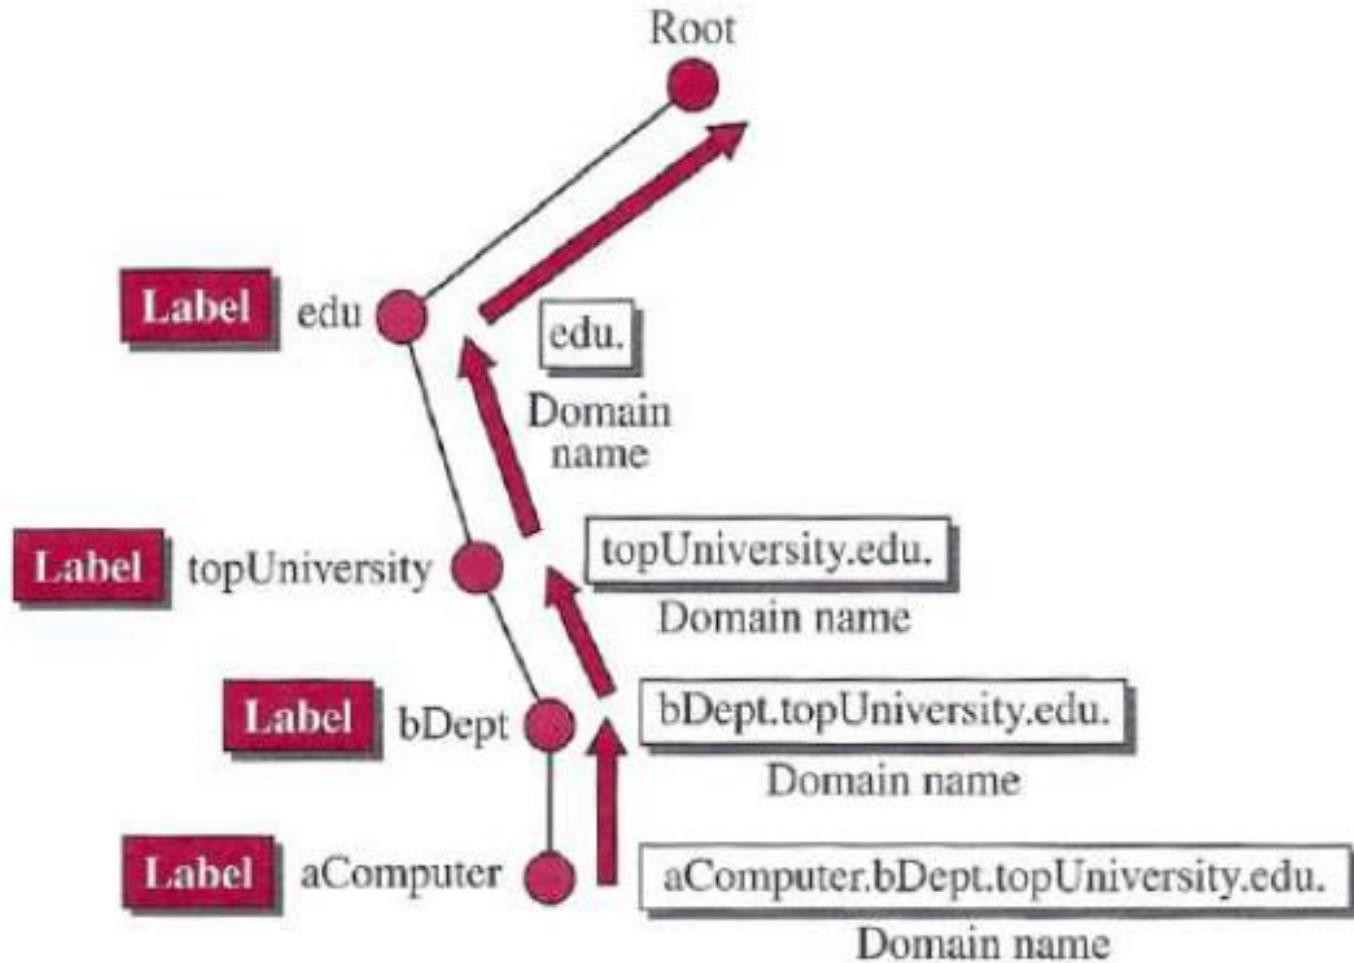 Root
Label edu
edu.
Domain
name
Label topUniversity
topUniversity.edu.
Domain name
Label bDept
bDept.topUniversity.edu.
Domain name
Label aComputer
aComputer.bDept.topUniversity.edu.
Domain name